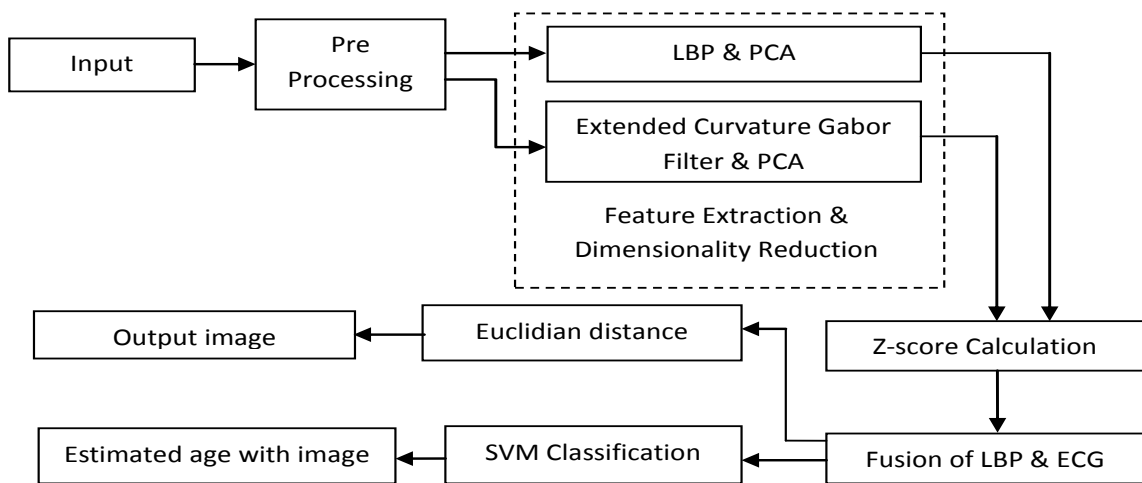 Input
Pre
Processing
LBP & PCA
Extended Curvature Gabor
Filter & PCA
Feature Extraction &
Dimensionality Reduction
Output image
Euclidian distance
Z-score Calculation
Estimated age with image
SVM Classification
Fusion of LBP & ECG